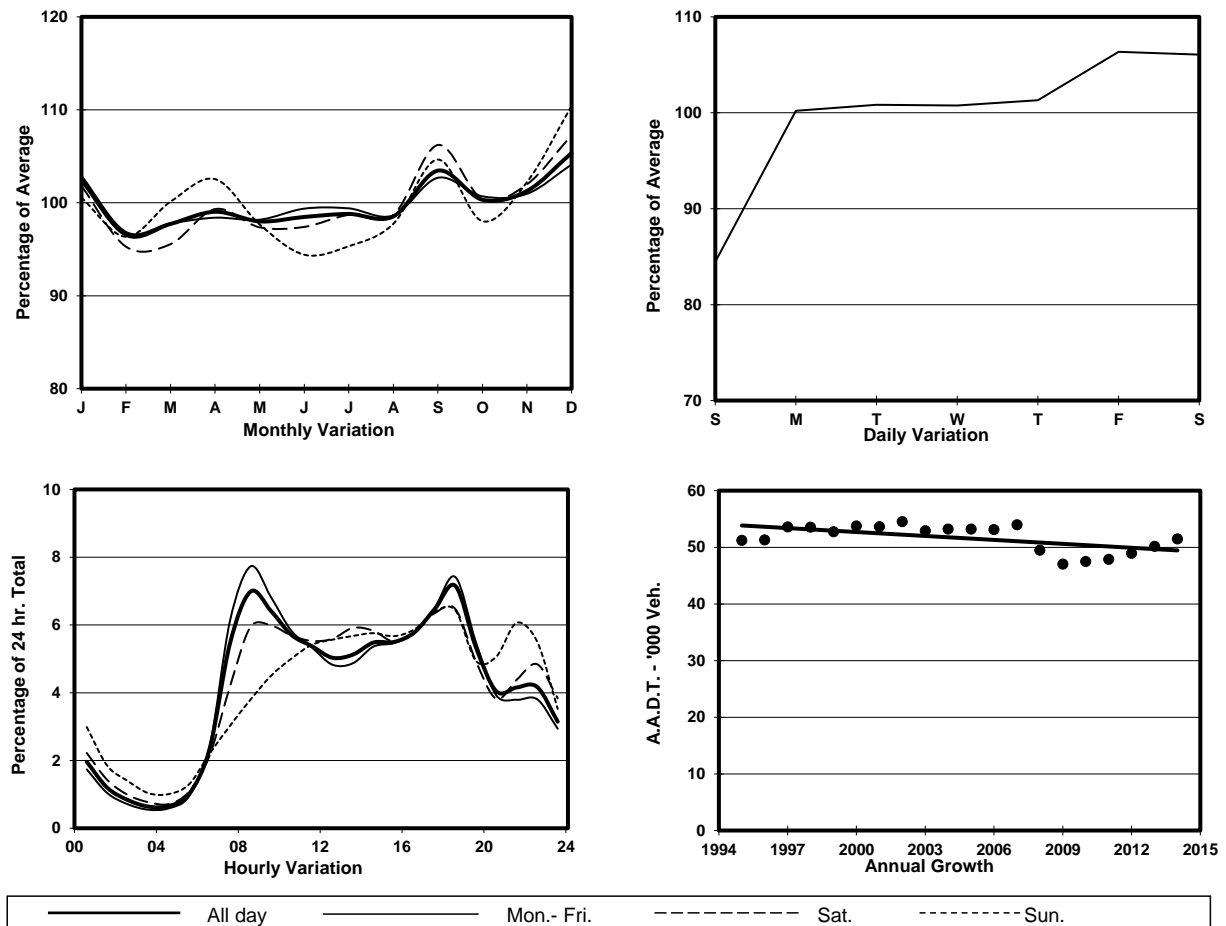 120
110
100
90
80
Percentage of Average
J F M A M J J A S O N D
Monthly Variation
110
100
90
80
70
Percentage of Average
S M T W T F S
Daily Variation
10
8
6
4
2
0
Percentage of 24 hr. Total
00 04 08 12 16 20 24
Hourly Variation
60
50
40
30
20
10
0
A.A.D.T. - '000 Veh.
1994 1997 2000 2003 2006 2009 2012 2015
Annual Growth
All day Mon.- Fri. Sat. Sun.